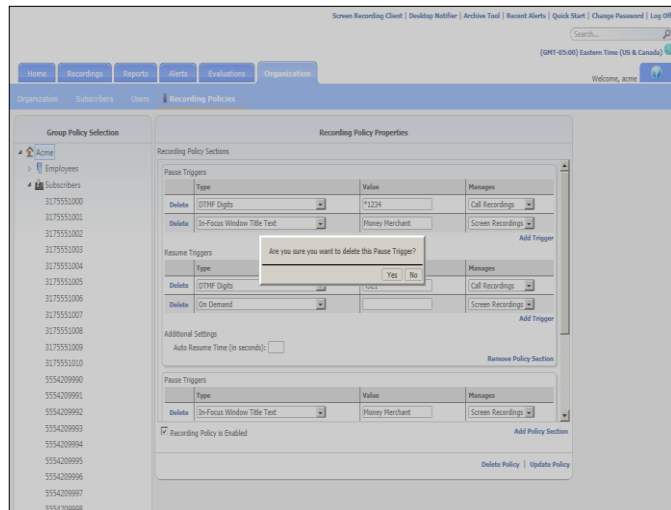 Screen Recording Client | Desktop Notifier | Archive Tool | Recent Alerts | Quick Start | Change Password | Log Off
Search...
(GMT-05:00) Eastern Time (US & Canada)
Home Recordings Reports Alerts Evaluations Organization
Welcome, acme
Organization Subscribers Users Recording Policies
Group Policy Selection
Acme
Employees
Subscribers
3175551000
3175551001
3175551002
3175551003
3175551004
3175551005
3175551006
3175551007
3175551008
3175551009
3175551010
5554209990
5554209991
5554209992
5554209993
5554209994
5554209995
5554209996
5554209997
5554209998
Recording Policy Properties
Recording Policy Sections
Pause Triggers
Type Value Manages
Delete DTMF Digits *1234 Call Recordings
Delete In-Focus Window Title Text Money Merchant Screen Recordings
Add Trigger
Are you sure you want to delete this Pause Trigger?
Yes No
Resume Triggers
Type Manages
Delete DTMF Digits Call Recordings
Delete On Demand Screen Recordings
Add Trigger
Additional Settings
Auto Resume Time (in seconds):
Remove Policy Section
Pause Triggers
Type Value Manages
Delete In-Focus Window Title Text Money Merchant Screen Recordings
Recording Policy is Enabled
Add Policy Section
Delete Policy | Update Policy